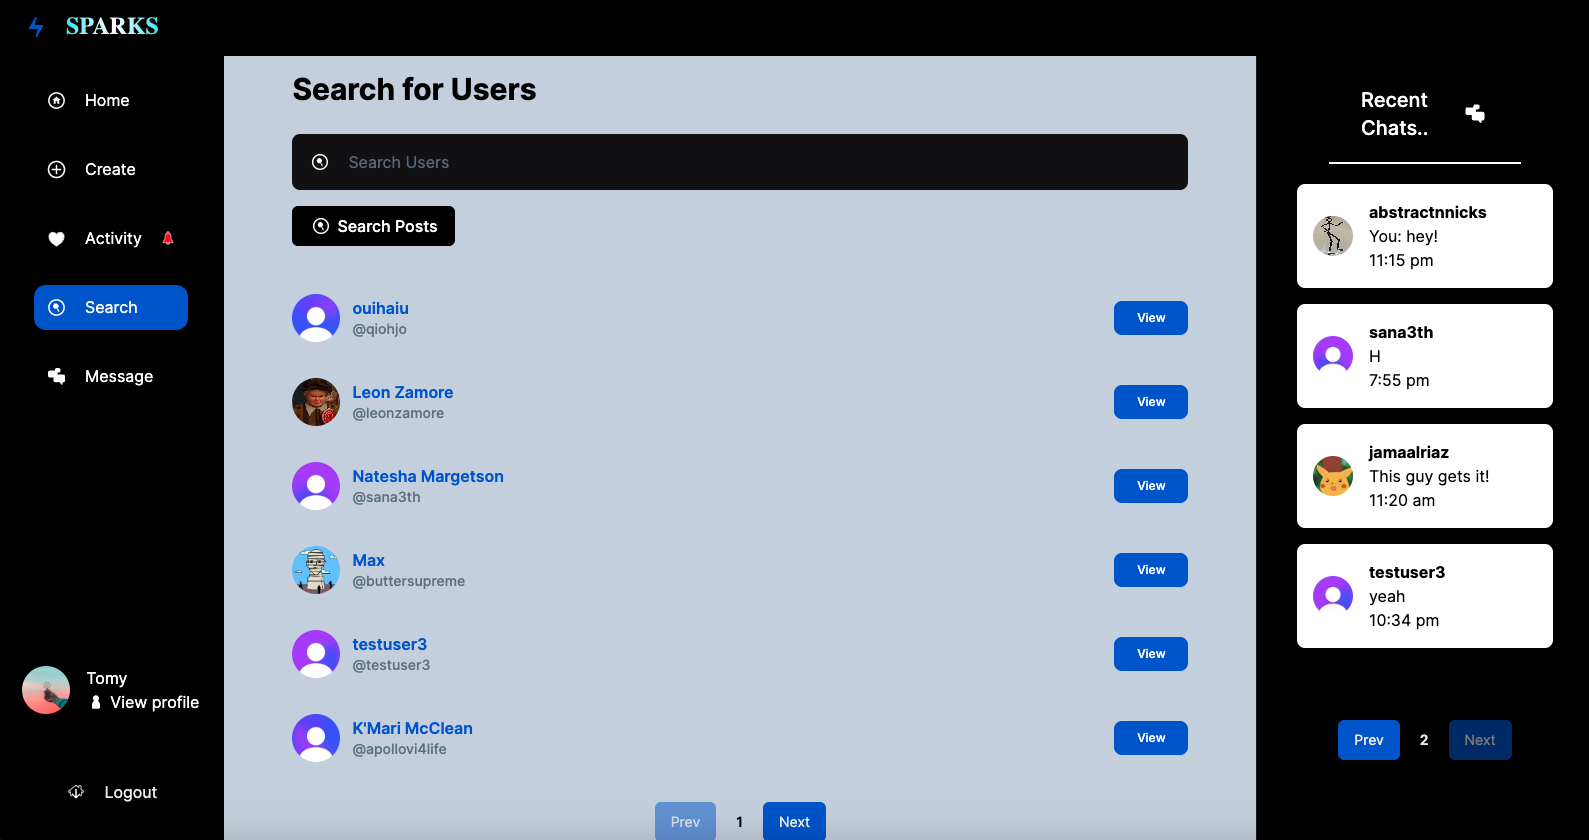 SPARKS
Home
Create
Activity
Search
Message
Tomy
View profile
Logout
Search for Users
Search Users
Search Posts
ouihaiu
@qiohjo
View
Leon Zamore
@leonzamore
View
Natesha Margetson
@sana3th
View
Max
@buttersupreme
View
testuser3
@testuser3
View
K'Mari McClean
@apollovi4life
View
Prev 1 Next
Recent
Chats..
abstractnnicks
You: hey!
11:15 pm
sana3th
H
7:55 pm
jamaalriaz
This guy gets it!
11:20 am
testuser3
yeah
10:34 pm
Prev 2 Next